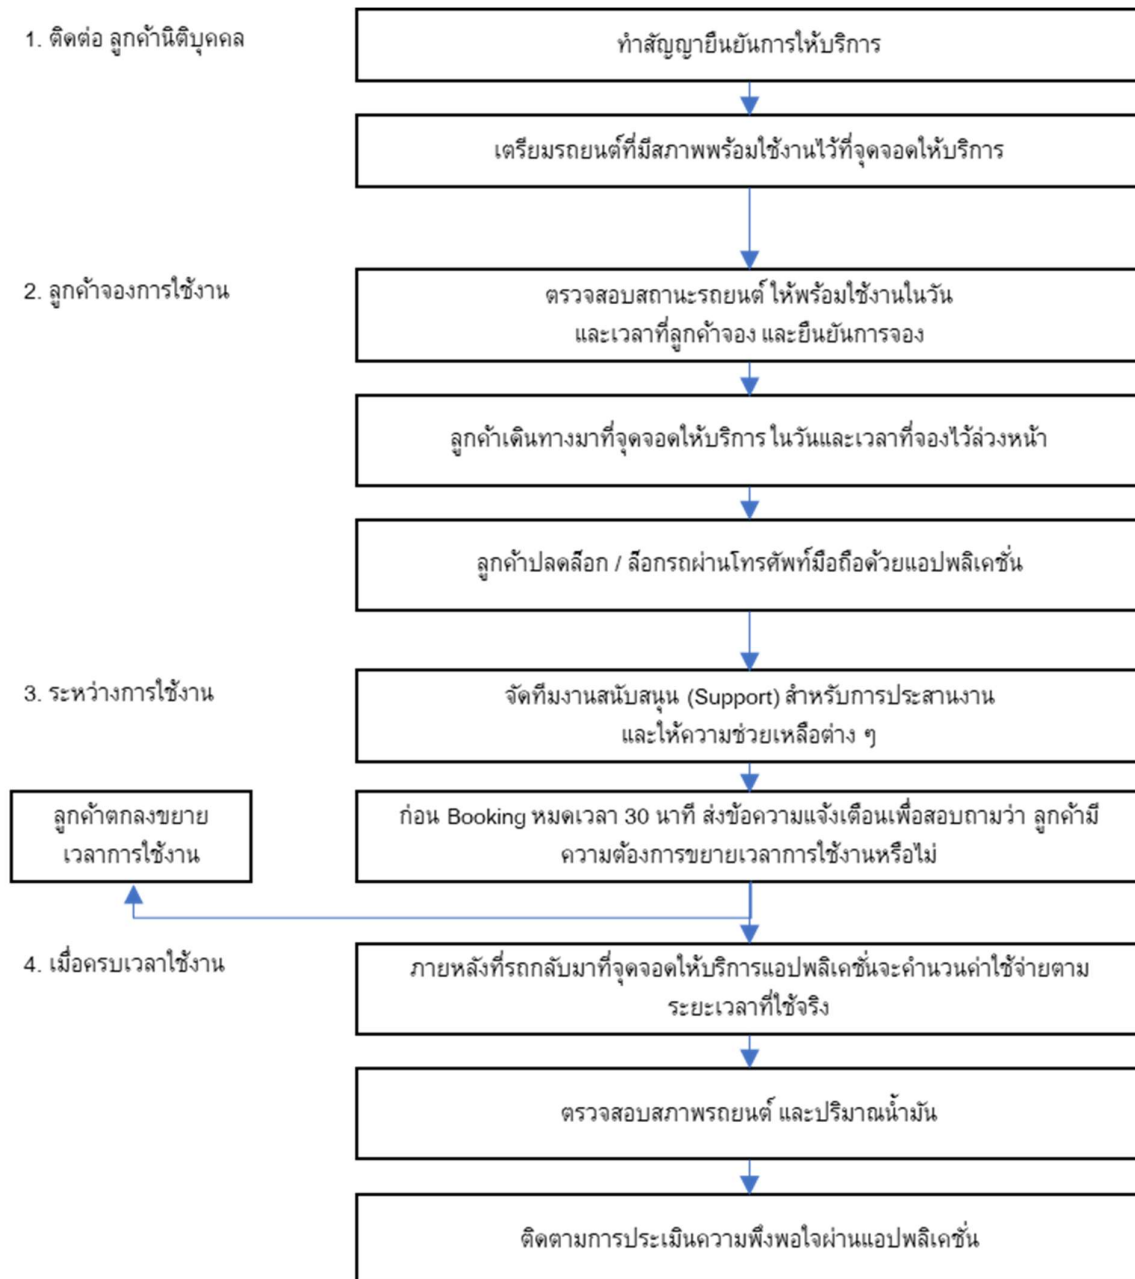 1. ติดต่อ ลูกค้านิติบุคคล
ทำสัญญายืนยันการให้บริการ
เตรียมรถยนต์ที่มีสภาพพร้อมใช้งานไว้ที่จุดจอดให้บริการ
2. ลูกค้าจองการใช้งาน
ตรวจสอบสถานะรถยนต์ ให้พร้อมใช้งานในวัน
และเวลาที่ลูกค้าจอง และยืนยันการจอง
ลูกค้าเดินทางมาที่จุดจอดให้บริการ ในวันและเวลาที่จองไว้ล่วงหน้า
ลูกค้าปลดล็อก / ล็อกรถผ่านโทรศัพท์มือถือด้วยแอปพลิเคชั่น
3. ระหว่างการใช้งาน
จัดทีมงานสนับสนุน (Support) สำหรับการประสานงาน
และให้ความช่วยเหลือต่าง ๆ
ลูกค้าตกลงขยาย
เวลาการใช้งาน
ก่อน Booking หมดเวลา 30 นาที ส่งข้อความแจ้งเตือนเพื่อสอบถามว่า ลูกค้ามี
ความต้องการขยายเวลาการใช้งานหรือไม่
4. เมื่อครบเวลาใช้งาน
ภายหลังที่รถกลับมาที่จุดจอดให้บริการแอปพลิเคชั่นจะคำนวนค่าใช้จ่ายตาม
ระยะเวลาที่ใช้จริง
ตรวจสอบสภาพรถยนต์ และปริมาณน้ำมัน
ติดตามการประเมินความพึงพอใจผ่านแอปพลิเคชั่น